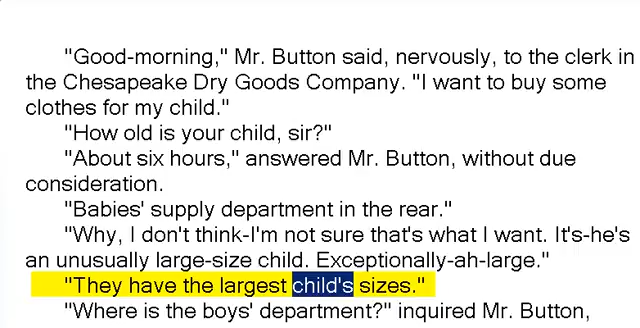 "Good-morning," Mr. Button said, nervously, to the clerk in
the Chesapeake Dry Goods Company. "I want to buy some
clothes for my child."
"How old is your child, sir?"
"About six hours," answered Mr. Button, without due
consideration.
"Babies' supply department in the rear."
"Why, I don't think-I'm not sure that's what I want. It's-he's
an unusually large-size child. Exceptionally-ah-large."
"They have the largest child's sizes."
"Where is the boys' department?" inquired Mr. Button,